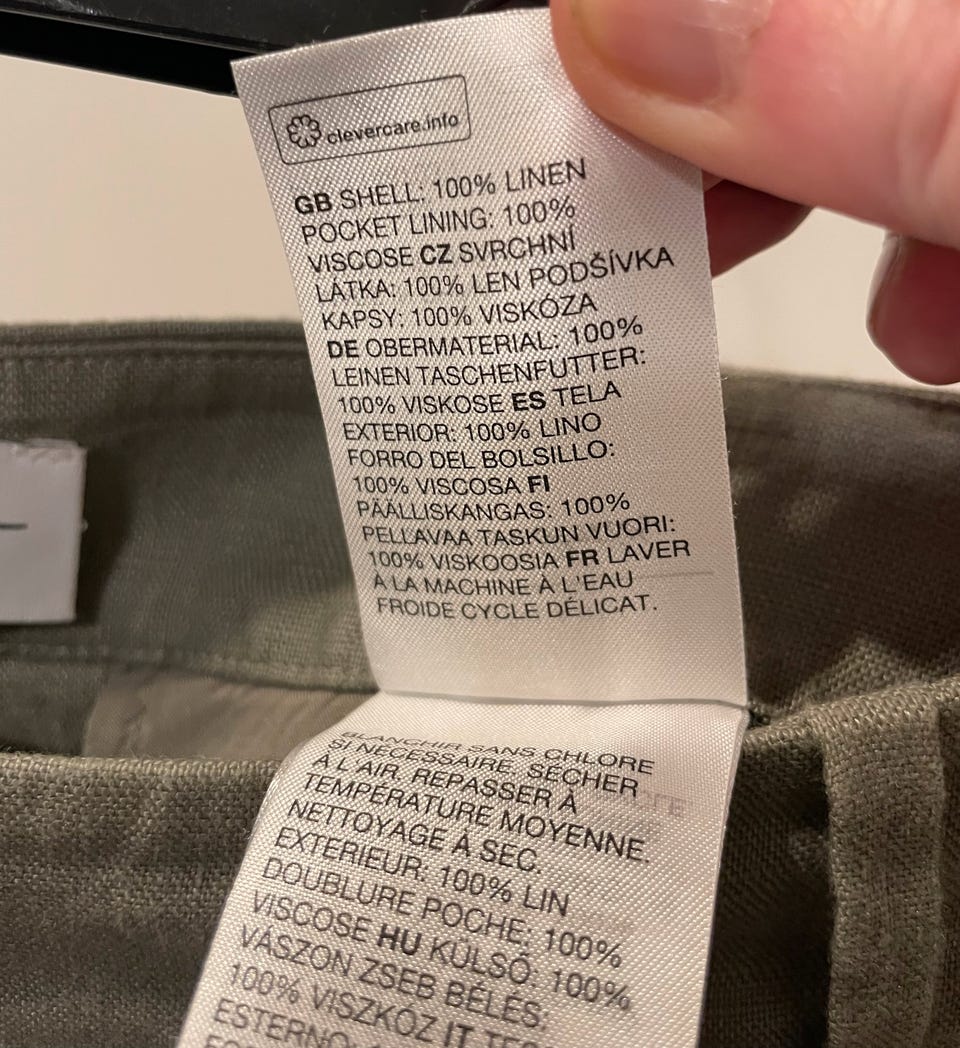 clevercare.info
GB SHELL: 100% LINEN
POCKET LINING: 100%
VISCOSE CZ SVRCHNÍ
LÁTKA: 100% LEN PODŠÍVKA
KAPSY: 100% VISKÓZA
DE OBERMATERIAL: 100%
LEINEN TASCHENFUTTER:
100% VISKOSE ES TELA
EXTERIOR: 100% LINO
FORRO DEL BOLSILLO:
100% VISCOSA FI
PÄÄLLISKANGAS: 100%
PELLAVAA TASKUN VUORI:
100% VISKOOSIA FR LAVER
À LA MACHINE À L'EAU
FROIDE CYCLE DÉLICAT.
BLANCHIR SANS CHLORE
SI NÉCESSAIRE. SÉCHER
À L'AIR. REPASSER À
TEMPÉRATURE MOYENNE.
NETTOYAGE À SEC.
EXTERIEUR: 100% LIN
DOUBLURE POCHE: 100%
VISCOSE HU KÜLSŐ: 100%
VÁSZON ZSEB BÉLÉS:
100% VISZKÓZ IT
ESTERNO: